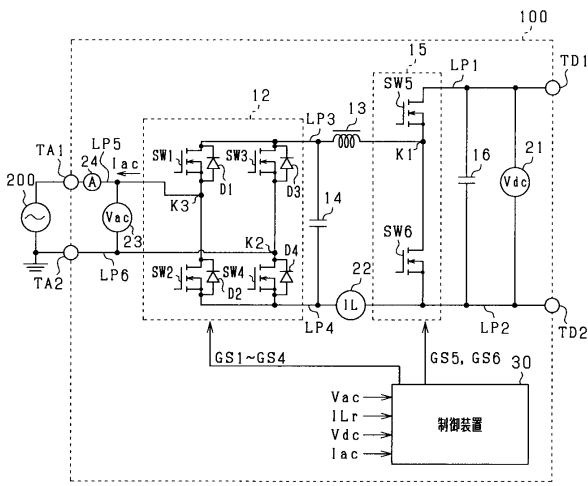 100
TD1
15
LP1
SW5
12
13
LP3
LP5
Iac
TA1
24
A
SW1
SW3
D1
D3
K1
16
21
Vdc
200
K3
14
Vac
23
K2
SW6
TA2
LP6
SW2
SW4
D4
D2
22
IL
LP4
LP2
TD2
GS1~GS4
GS5, GS6
30
Vac
ILr
Vdc
Iac
制御装置